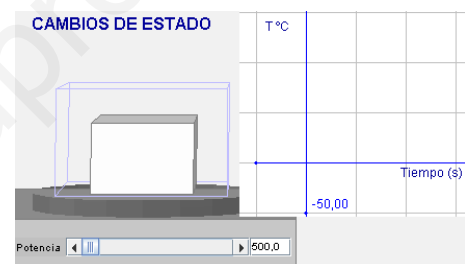 CAMBIOS DE ESTADO
T ºC
Tiempo (s)
-50,00
Potencia
500,0